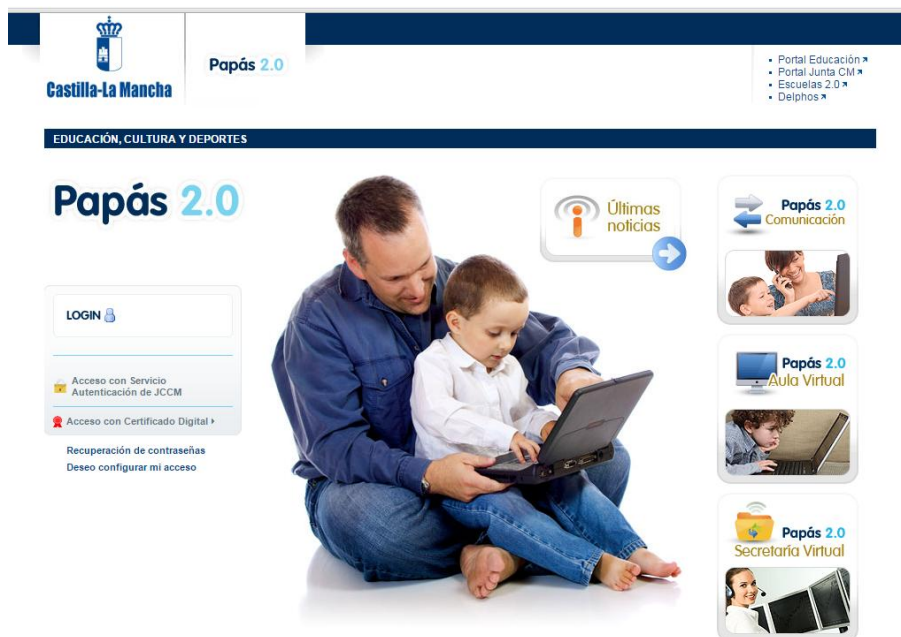 Castilla-La Mancha
Papás 2.0
Portal Educación
Portal Junta CM
Escuelas 2.0
Delphos
EDUCACIÓN, CULTURA Y DEPORTES
Papás 2.0
LOGIN
Acceso con Servicio
Autenticación de JCCM
Acceso con Certificado Digital
Recuperación de contraseñas
Deseo configurar mi acceso
Últimas
noticias
Papás 2.0
Comunicación
Papás 2.0
Aula Virtual
Papás 2.0
Secretaría Virtual